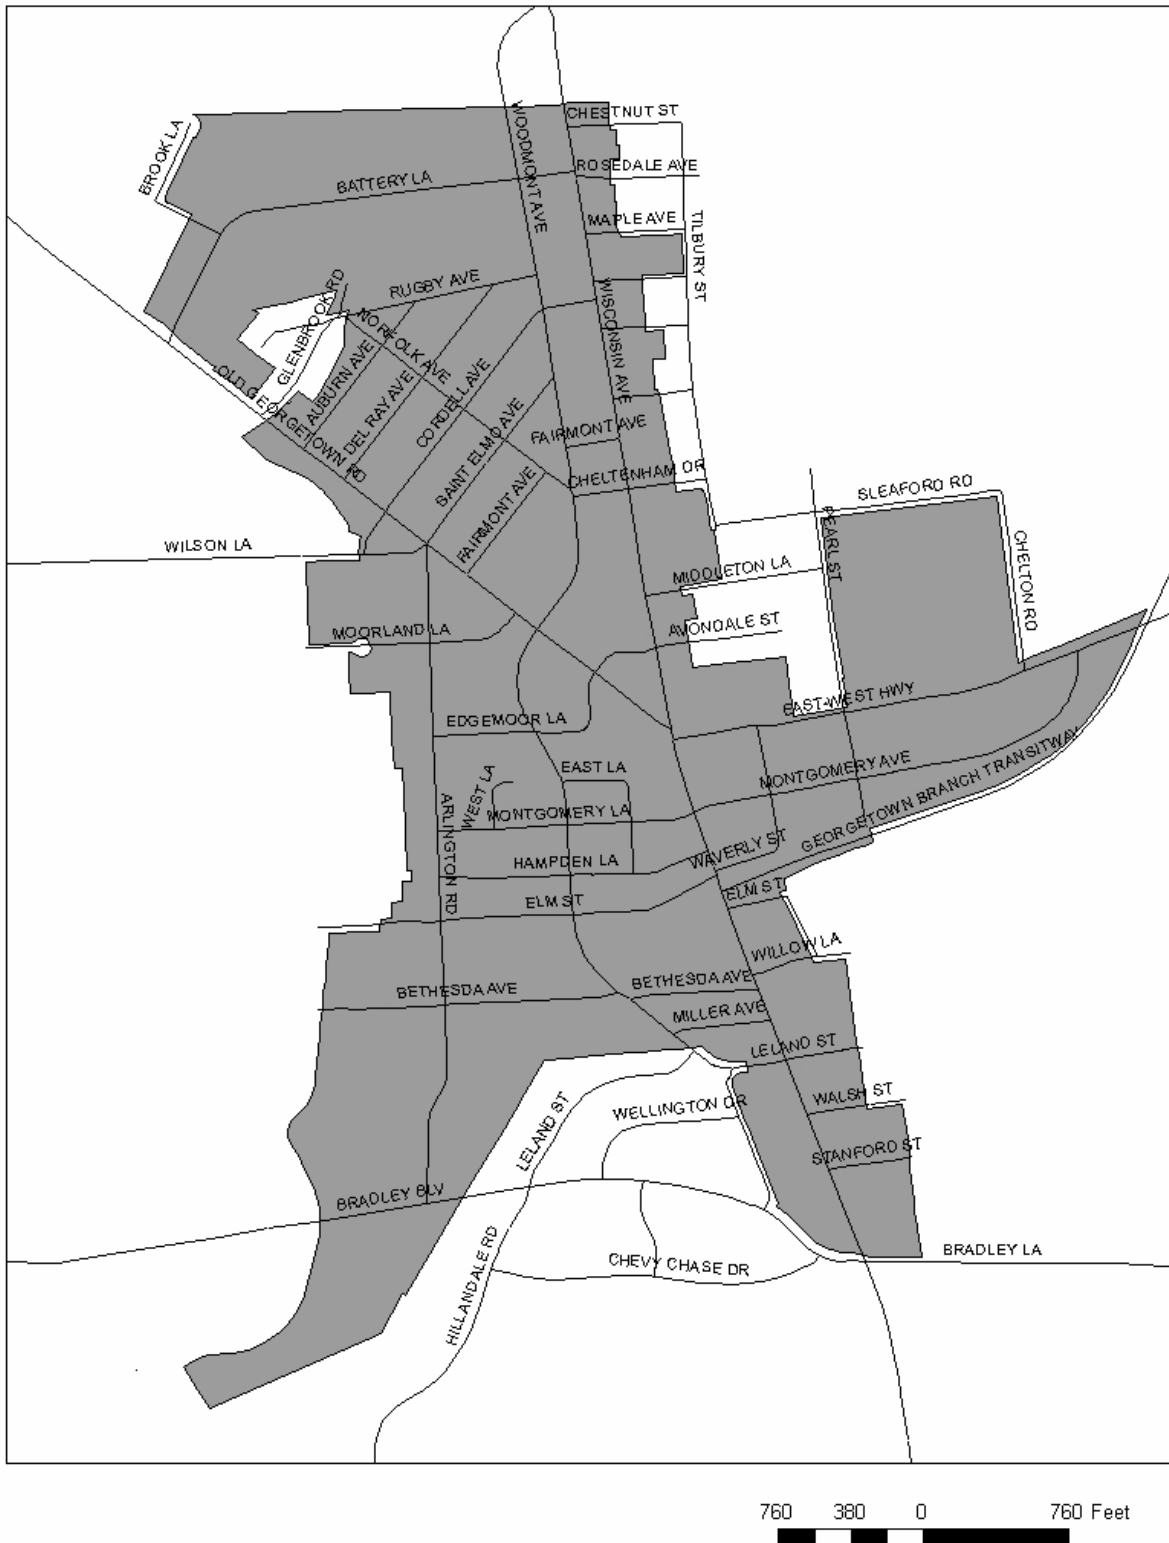 CHESTNUT ST
WOODMONT AVE
BROOK LA
ROSEDALE AVE
BATTERY LA
MAPLE AVE
TILBURY ST
RUGBY AVE
GLENBROOK RD
WISCONSIN AVE
NORFOLK AVE
OLD GEORGETOWN RD
AUBURN AVE
DEL RAY AVE
CORDELL AVE
SAINT ELMO AVE
FAIRMONT AVE
FAIRMONT AVE
CHELTENHAM DR
SLEAFORD RD
PEARL ST
CHELTON RD
WILSON LA
MIDDLETON LA
AVONDALE ST
MOORLAND LA
EAST-WEST HWY
EDGEMOOR LA
EAST LA
WEST LA
MONTGOMERY AVE
MONTGOMERY LA
GEORGETOWN BRANCH TRANSITWAY
ARLINGTON RD
WAVERLY ST
HAMPDEN LA
ELM ST
ELM ST
WILLOW LA
BETHESDA AVE
BETHESDA AVE
MILLER AVE
LELAND ST
WALSH ST
WELLINGTON DR
LELAND ST
STANFORD ST
BRADLEY BLV
BRADLEY LA
CHEVY CHASE DR
HILLANDALE RD
760 380 0 760 Feet